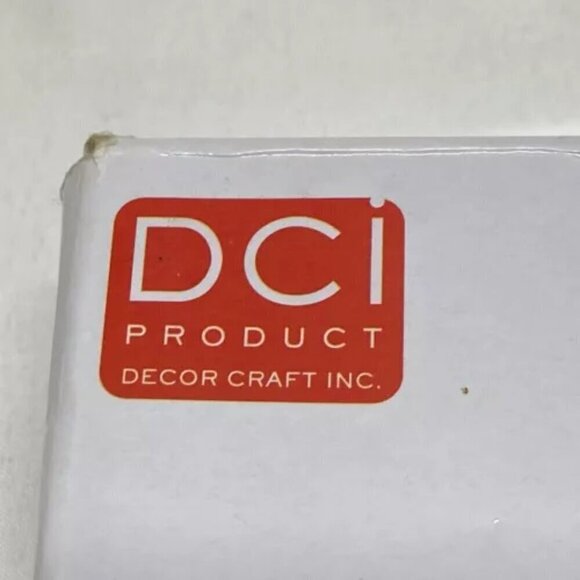 DCi
PRODUCT
DECOR CRAFT INC.